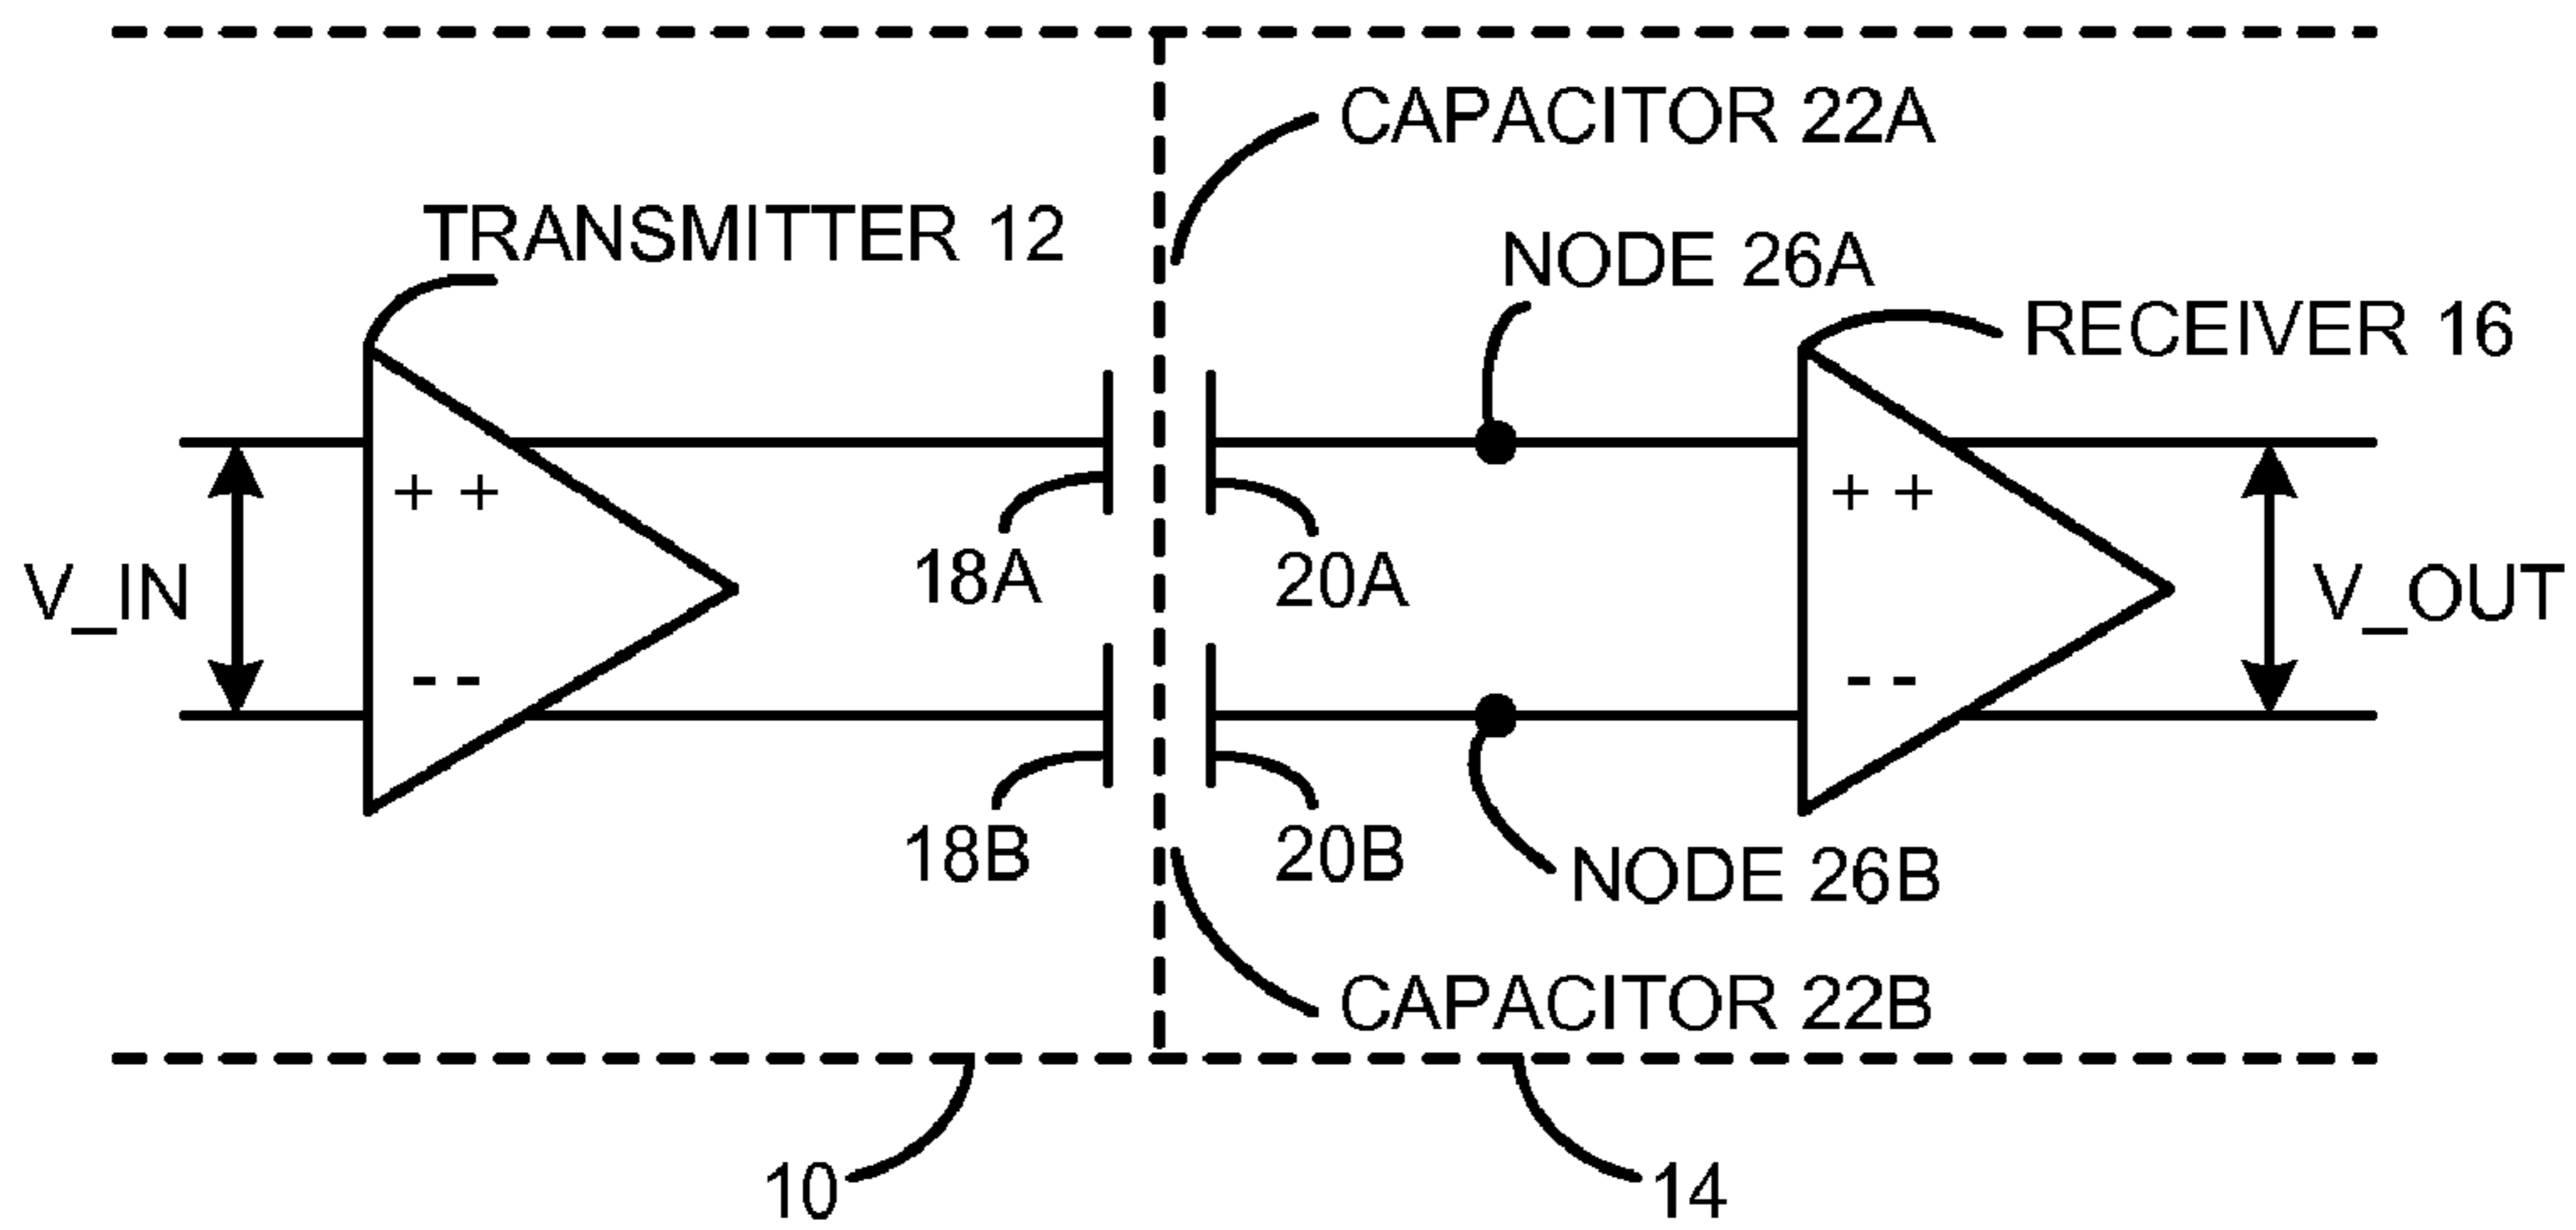 CAPACITOR 22A
TRANSMITTER 12
NODE 26A
RECEIVER 16
+ +
+ +
18A
20A
V_IN
V_OUT
- -
- -
18B
20B
NODE 26B
CAPACITOR 22B
10
14